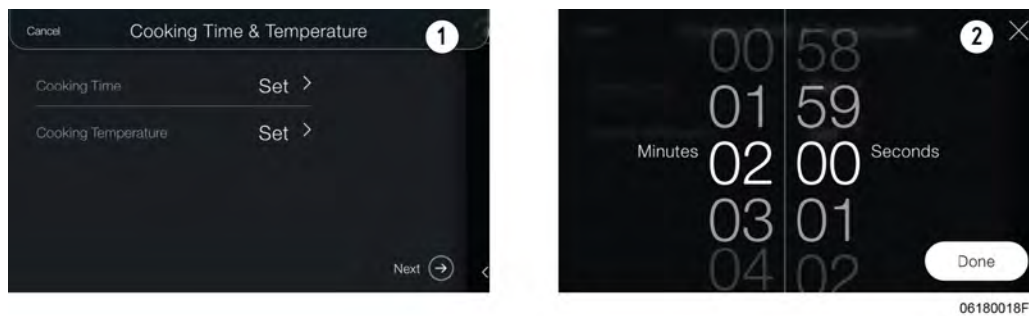 Cancel Cooking Time & Temperature 1
Cooking Time Set >
Cooking Temperature Set >
Next
2
00 58
01 59
Minutes 02 00 Seconds
03 01
04 02
Done
06180018F